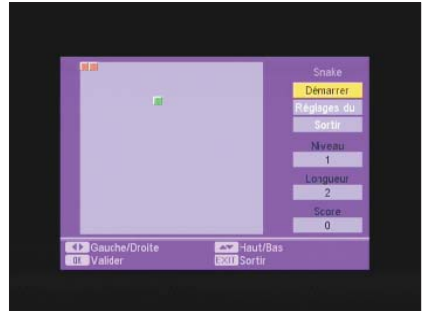 Snake
Démarrer
Réglages du
Sortir
Niveau
1
Longueur
2
Score
0
Gauche/Droite
Haut/Bas
OK Valider
EXIT Sortir